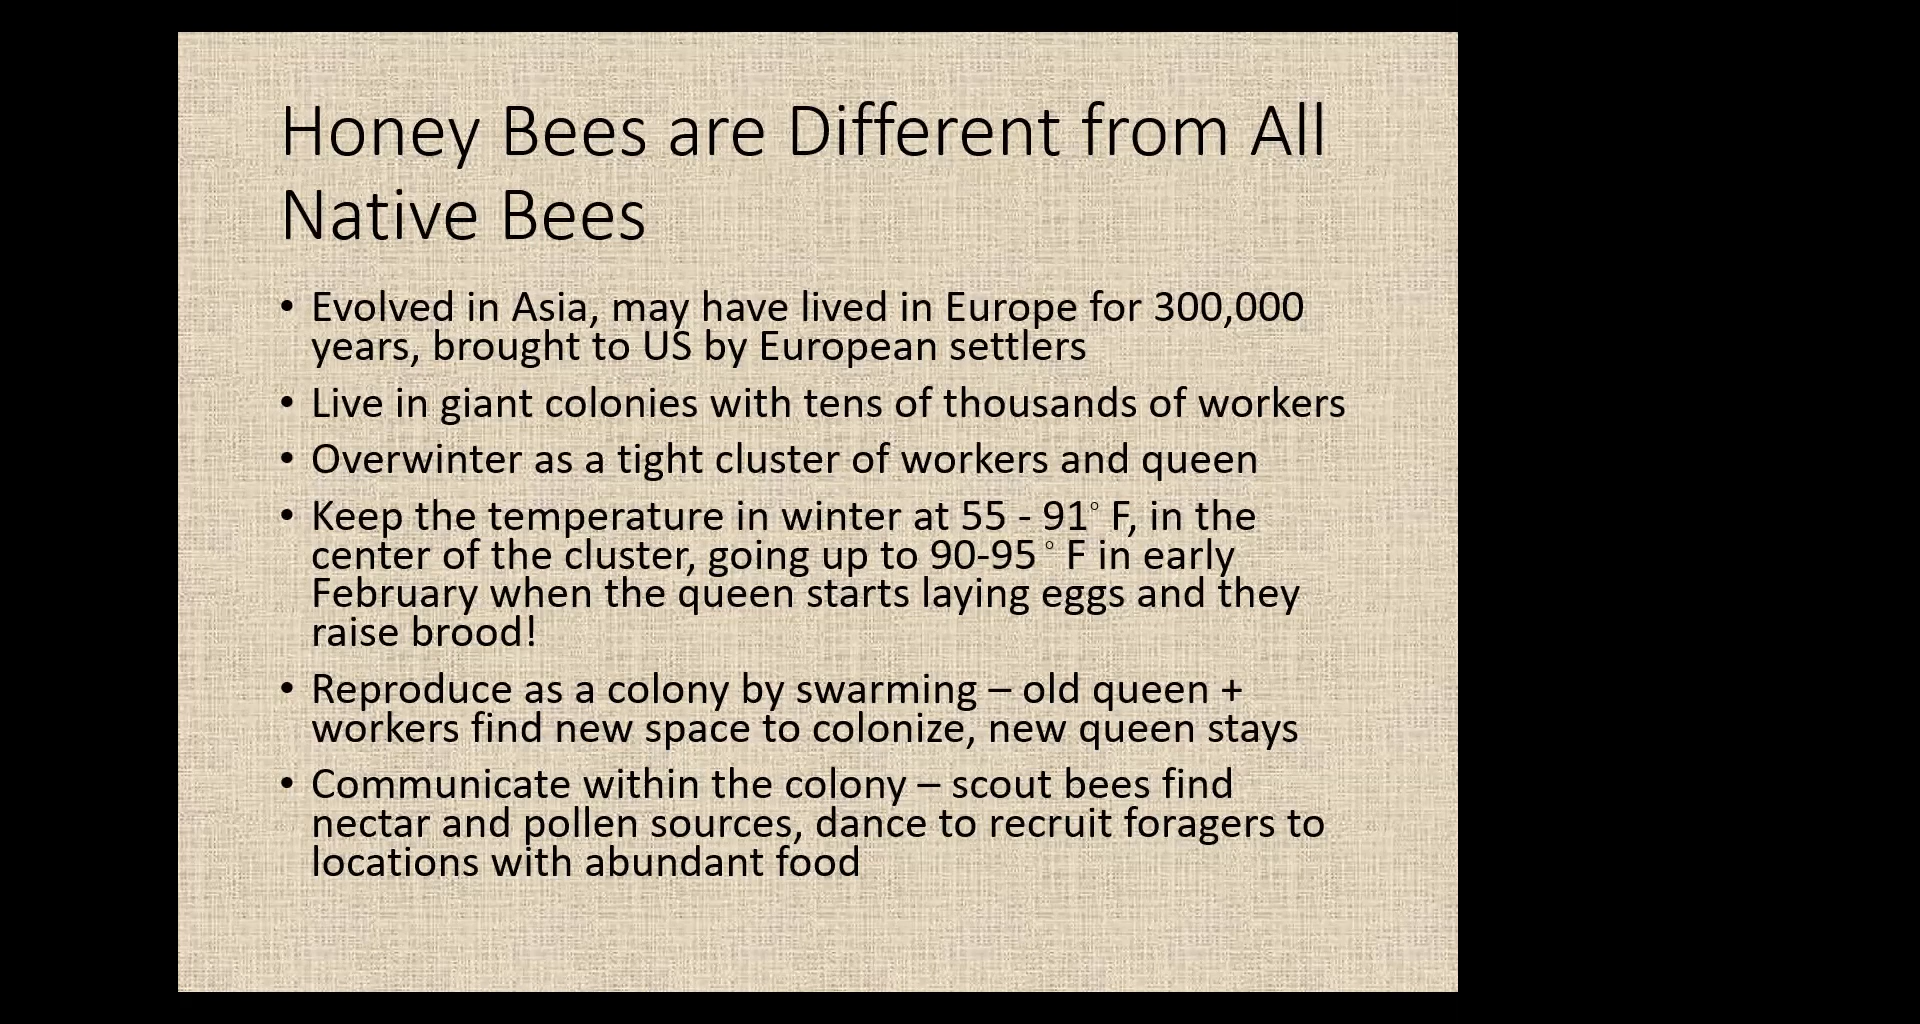 Honey Bees are Different from All
Native Bees
• Evolved in Asia, may have lived in Europe for 300,000
years, brought to US by European settlers
• Live in giant colonies with tens of thousands of workers
• Overwinter as a tight cluster of workers and queen
• Keep the temperature in winter at 55 - 91° F, in the
center of the cluster, going up to 90-95 ° F in early
February when the queen starts laying eggs and they
raise brood!
• Reproduce as a colony by swarming – old queen +
workers find new space to colonize, new queen stays
• Communicate within the colony – scout bees find
nectar and pollen sources, dance to recruit foragers to
locations with abundant food